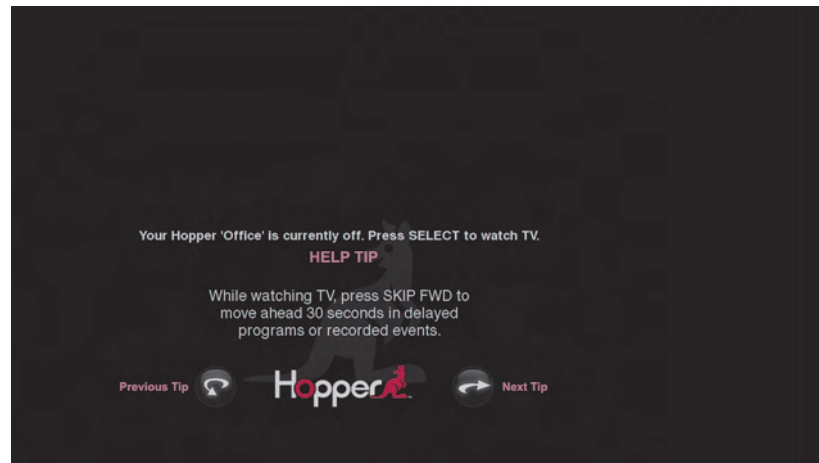 Your Hopper 'Office' is currently off. Press SELECT to watch TV.
HELP TIP
While watching TV, press SKIP FWD to
move ahead 30 seconds in delayed
programs or recorded events.
Previous Tip
Hopper
Next Tip